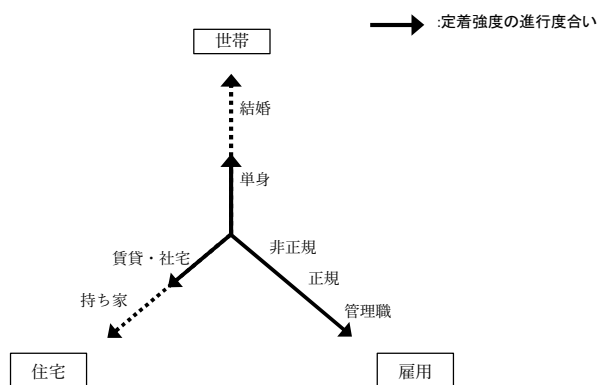 :定着強度の進行度合い
世帯
結婚
単身
非正規
賃貸・社宅
正規
持ち家
管理職
住宅
雇用